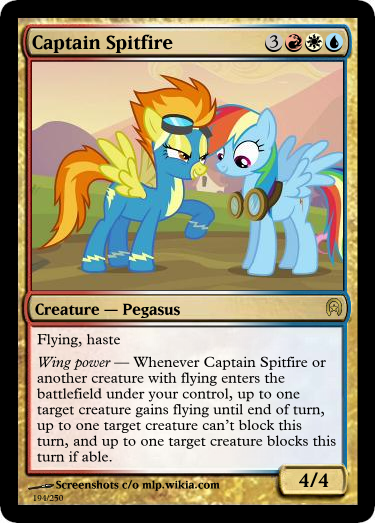 Captain Spitfire 3
Creature — Pegasus
Flying, haste
Wing power — Whenever Captain Spitfire or
another creature with flying enters the
battlefield under your control, up to one
target creature gains flying until end of turn,
up to one target creature can't block this
turn, and up to one target creature blocks this
turn if able.
4/4
Screenshots c/o mlp.wikia.com
194/250